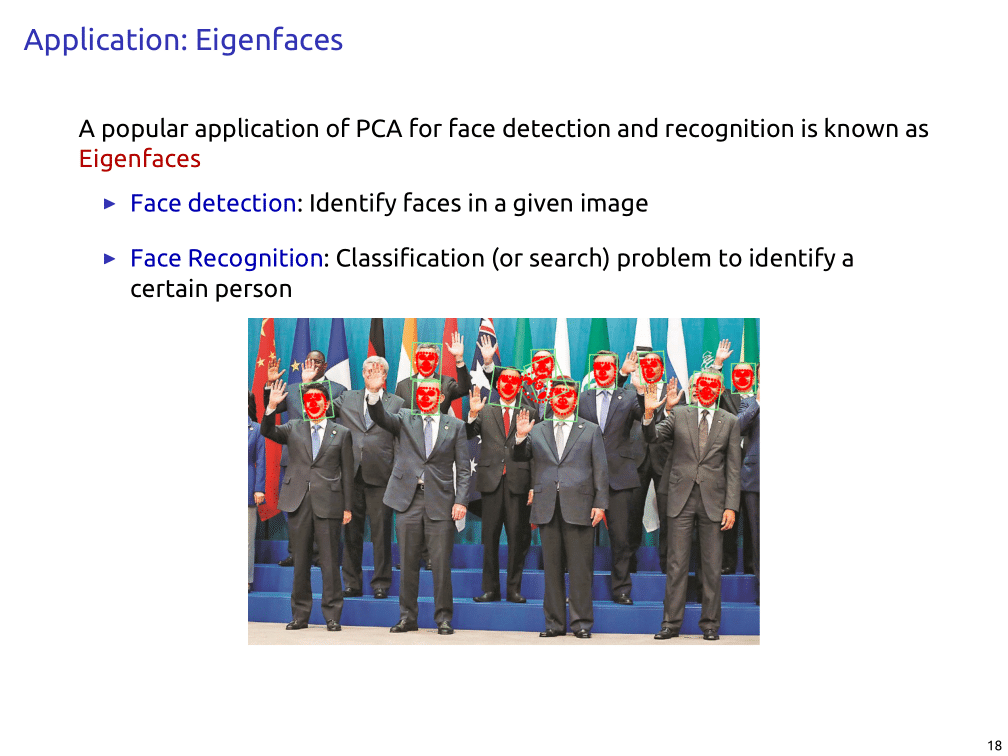 Application: Eigenfaces
A popular application of PCA for face detection and recognition is known as
Eigenfaces
▶ Face detection: Identify faces in a given image
▶ Face Recognition: Classification (or search) problem to identify a
certain person
18